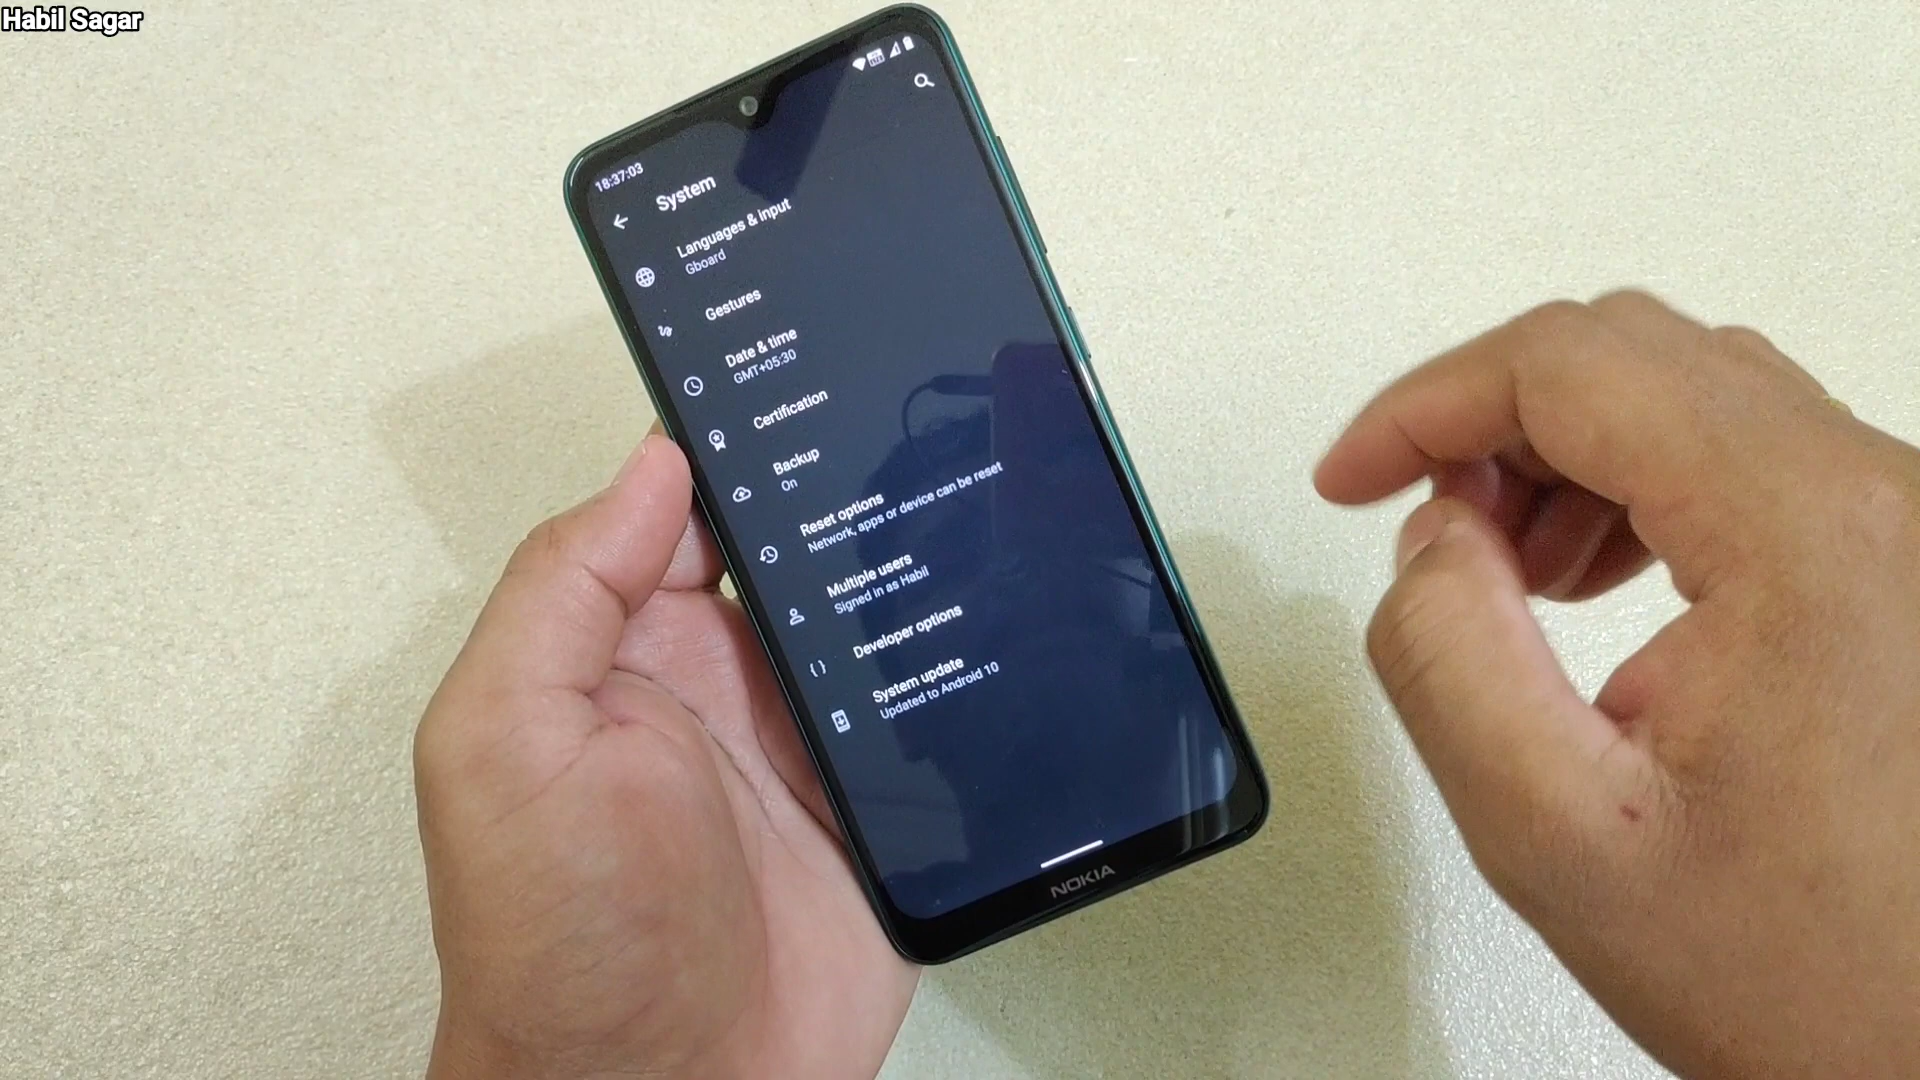 Habil Sagar
18:37:03
System
Languages & input
Gboard
Gestures
Date & time
GMT+05:30
Certification
Backup
On
Reset options
Network, apps or device can be reset
Multiple users
Signed in as Habil
Developer options
System update
Updated to Android 10
NOKIA